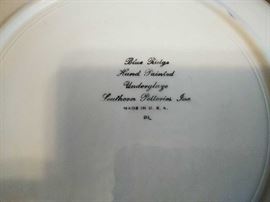 Blue Ridge
Hand Painted
Underglaze
Southern Potteries Inc.
MADE IN U.S.A.